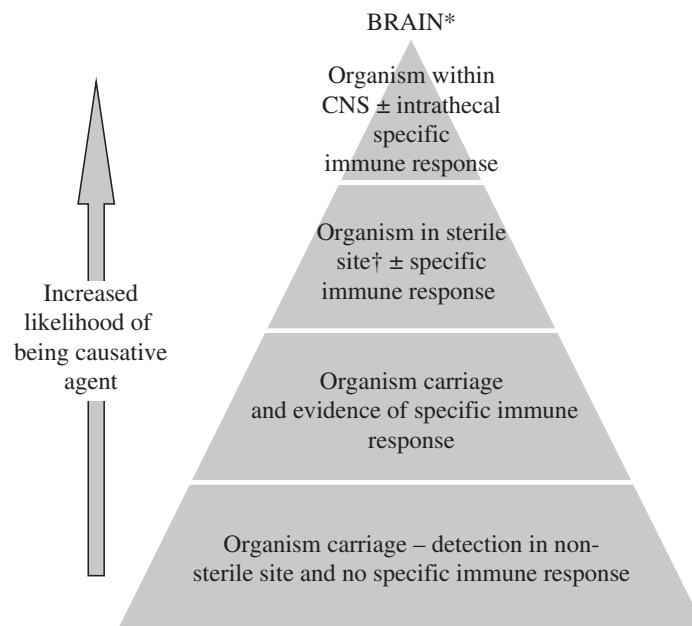 BRAIN*
Organism within
CNS ± intrathecal
specific
immune response
Organism in sterile
site† ± specific
immune response
Increased
likelihood of
being causative
agent
Organism carriage
and evidence of specific immune
response
Organism carriage – detection in non-
sterile site and no specific immune response